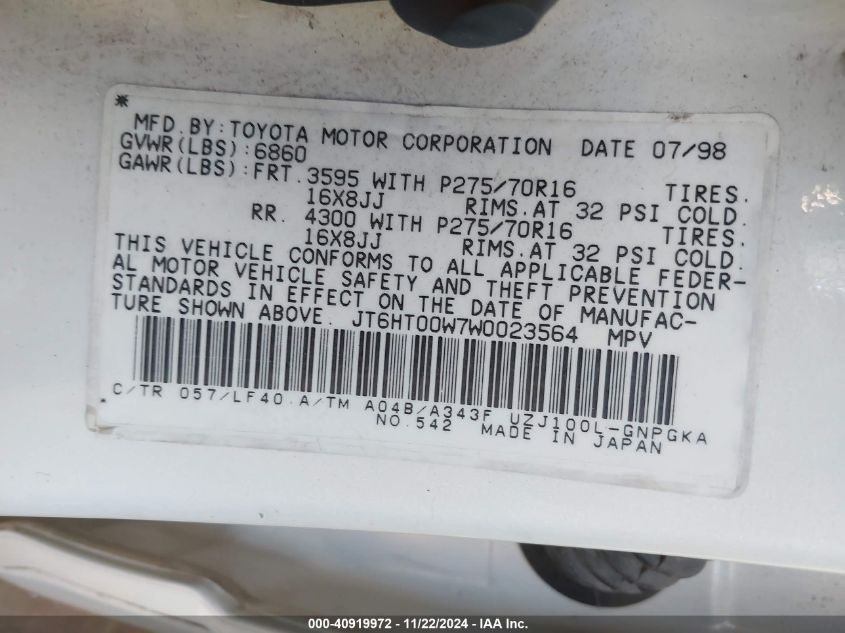 *
MFD.BY:TOYOTA MOTOR CORPORATION DATE 07/98
GVWR(LBS):6860
GAWR(LBS):FRT.3595 WITH P275/70R16 TIRES.
16X8JJ RIMS.AT 32 PSI COLD.
RR. 4300 WITH P275/70R16 TIRES.
16X8JJ RIMS.AT 32 PSI COLD.
THIS VEHICLE CONFORMS TO ALL APPLICABLE FEDER-
AL MOTOR VEHICLE SAFETY AND THEFT PREVENTION
STANDARDS IN EFFECT ON THE DATE OF MANUFAC-
TURE SHOWN ABOVE. JT6HT00W7W0023564 MPV
C/TR 057/LF40 A/TM A04B/A343F UZJ100L-GNPGKA
NO.542 MADE IN JAPAN
000-40919972 - 11/22/2024 - IAA Inc.